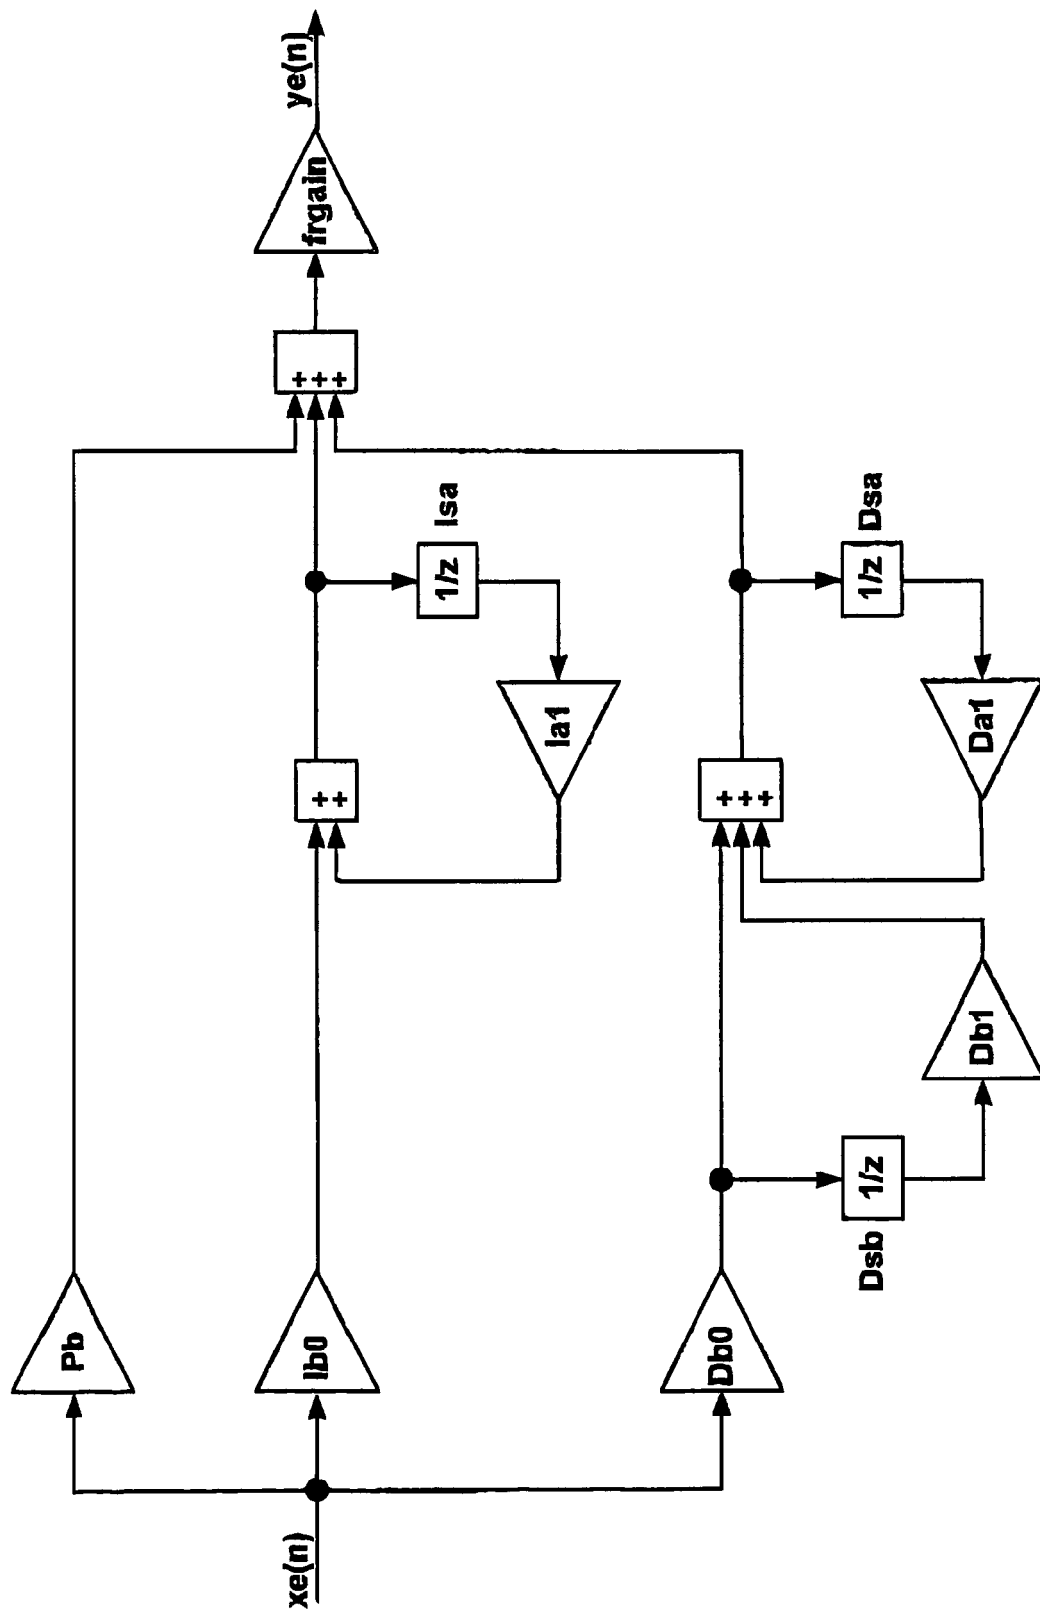 xe(n)
Pb
Ib0
Db0
Dsb
1/z
Db1
+++
Da1
1/z
Dsa
++
Ia1
1/z
Isa
+++
frgain
ye(n)